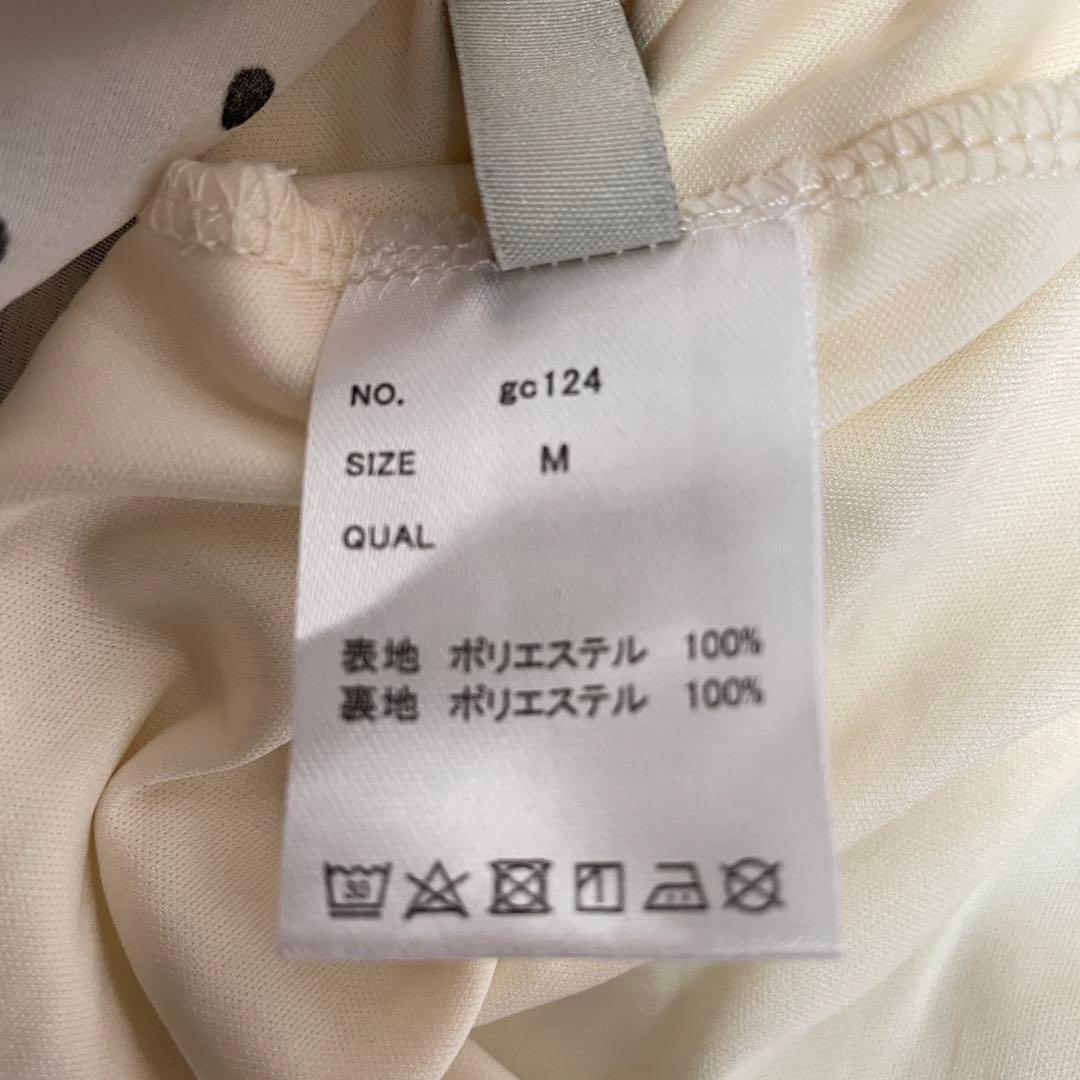 NO. gc124
SIZE M
QUAL
表地 ポリエステル 100%
裏地 ポリエステル 100%
30